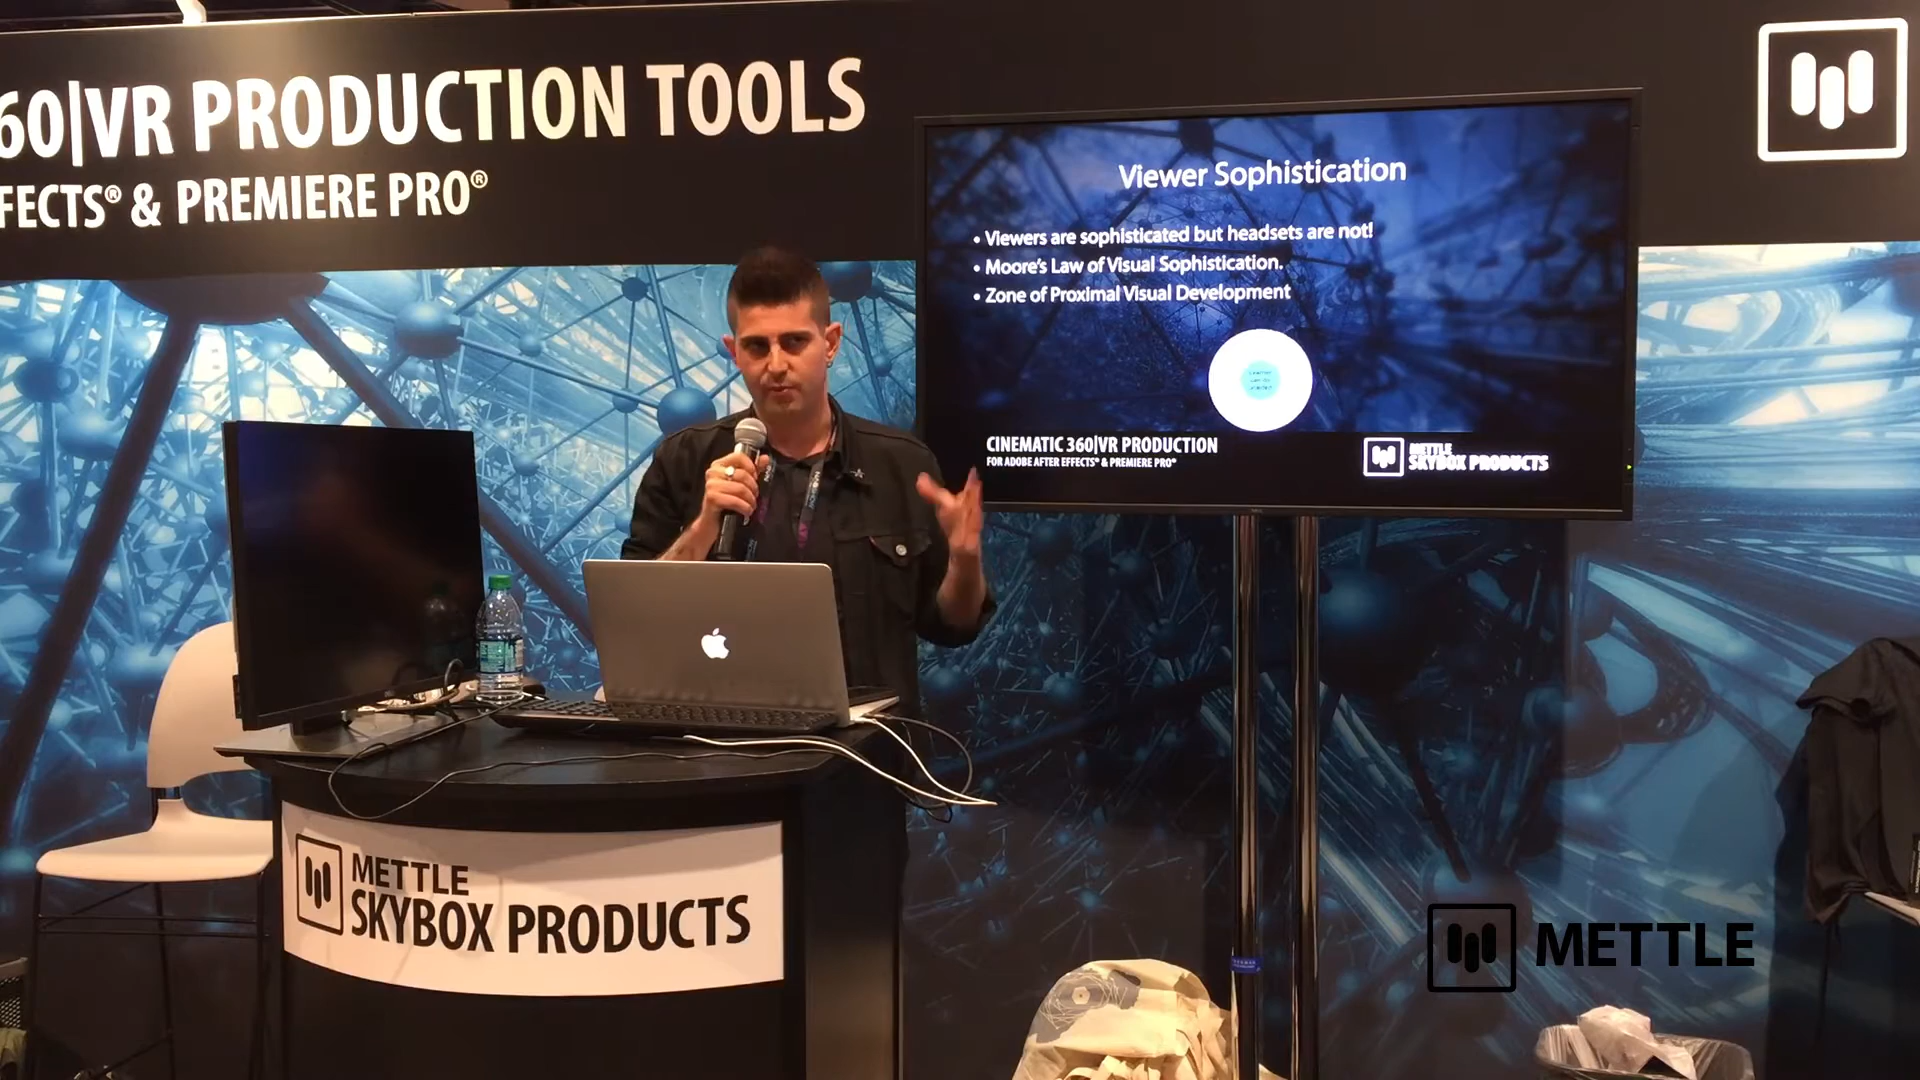 60|VR PRODUCTION TOOLS
FFECTS® & PREMIERE PRO®
Viewer Sophistication
• Viewers are sophisticated but headsets are not!
• Moore's Law of Visual Sophistication.
• Zone of Proximal Visual Development
CINEMATIC 360|VR PRODUCTION
FOR ADOBE AFTER EFFECTS® & PREMIERE PRO®
METTLE
SKYBOX PRODUCTS
METTLE
SKYBOX PRODUCTS
METTLE